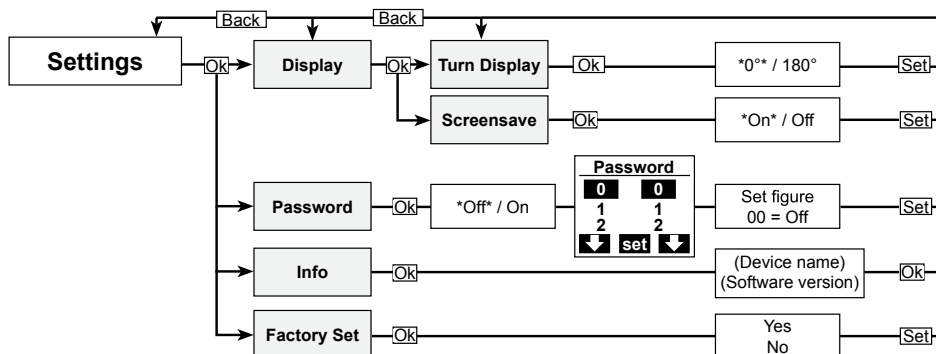 Back
Back
Settings
Ok
Display
Ok
Turn Display
Ok
*0°* / 180°
Set
Screensave
Ok
*On* / Off
Set
Password
Ok
*Off* / On
Password
0 0
1 1
2 2
set
Set figure
00 = Off
Set
Info
Ok
(Device name)
(Software version)
Ok
Factory Set
Ok
Yes
No
Set